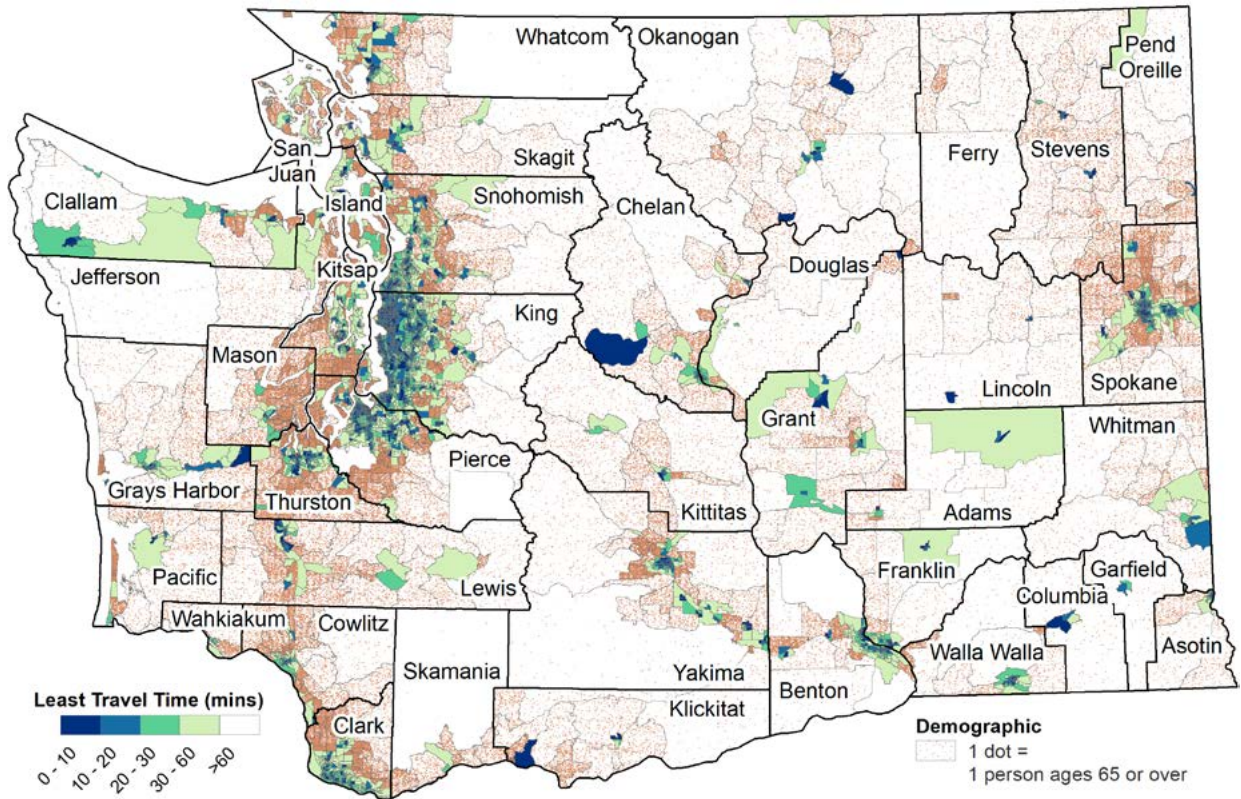 Whatcom
Okanogan
Pend
Oreille
San
Juan
Skagit
Ferry
Stevens
Clallam
Island
Snohomish
Chelan
Jefferson
Kitsap
Douglas
King
Mason
Lincoln
Spokane
Grant
Whitman
Pierce
Grays Harbor
Thurston
Kittitas
Adams
Pacific
Lewis
Franklin
Garfield
Columbia
Wahkiakum
Cowlitz
Skamania
Yakima
Walla Walla
Asotin
Benton
Klickitat
Clark
Least Travel Time (mins)
0 - 10
10 - 20
20 - 30
30 - 60
>60
Demographic
1 dot =
1 person ages 65 or over